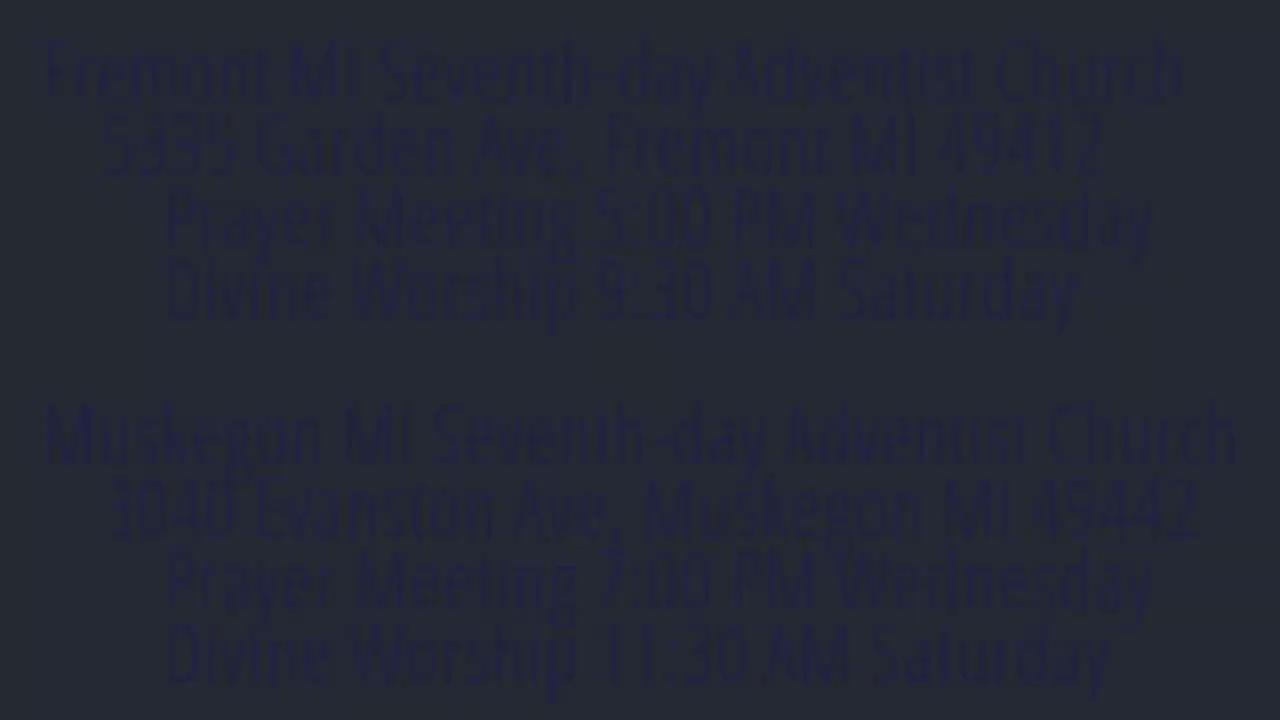 Fremont MI Seventh-day Adventist Church
5335 Garden Ave, Fremont MI 49412
Prayer Meeting 5:00 PM Wednesday
Divine Worship 9:30 AM Saturday
Muskegon MI Seventh-day Adventist Church
3040 Evanston Ave, Muskegon MI 49442
Prayer Meeting 7:00 PM Wednesday
Divine Worship 11:30 AM Saturday